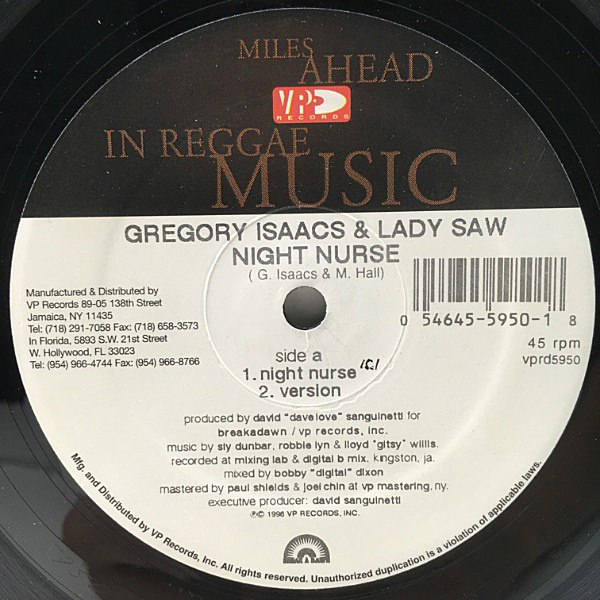 MILES
AHEAD
VP
RECORDS
IN REGGAE
MUSIC
GREGORY ISAACS & LADY SAW
NIGHT NURSE
( G. Isaacs & M. Hall)
Manufactured & Distributed by
VP Records 89-05 138th Street
Jamaica, NY 11435
Tel: (718) 291-7058 Fax: (718) 658-3573
In Florida, 5893 S.W. 21st Street
W. Hollywood, FL 33023
Tel: (954) 966-4744 Fax: (954) 966-8766
0 54645-5950-1 8
45 rpm
vprd5950
side a
1. night nurse 151
2. version
produced by david "davelove" sanguinetti for
breakadawn / vp records, inc.
music by sly dunbar, robbie lyn & lloyd "gitsy" willis.
recorded at mixing lab & digital b mix. kingston, ja.
mixed by bobby "digital" dixon
mastered by paul shields & joel chin at vp mastering, ny.
executive producer: david sanguinetti
℗© 1996 VP RECORDS, INC.
Mfg. and Distributed by VP Records, Inc. All rights reserved. Unauthorized duplication is a violation of applicable laws.